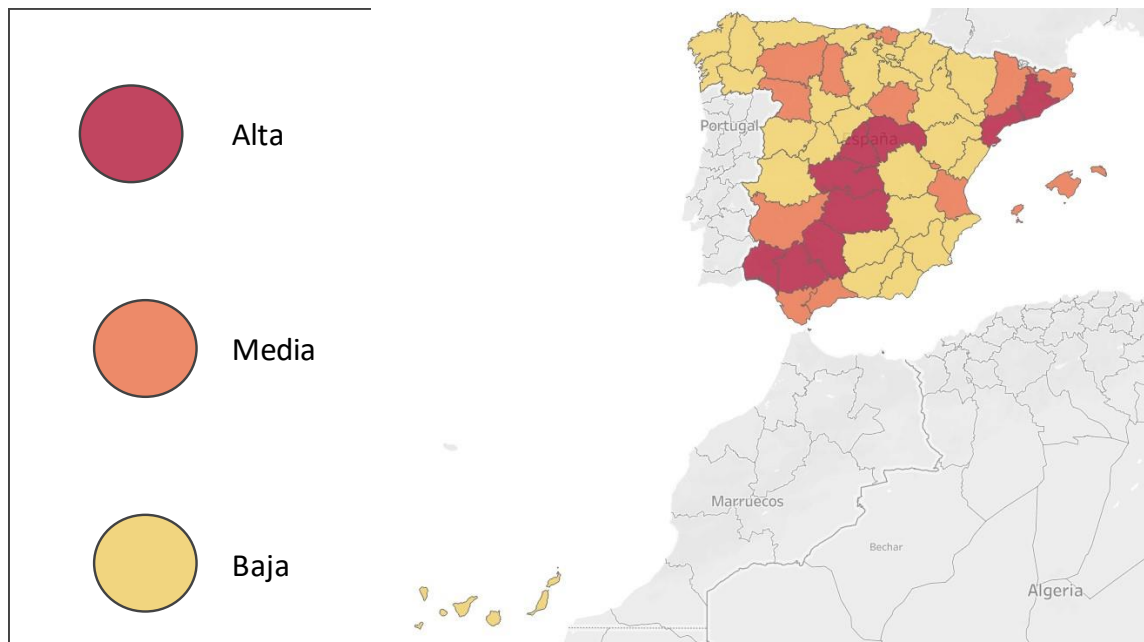 Alta
Media
Baja
Portugal
España
Marruecos
Bechar
Algeria